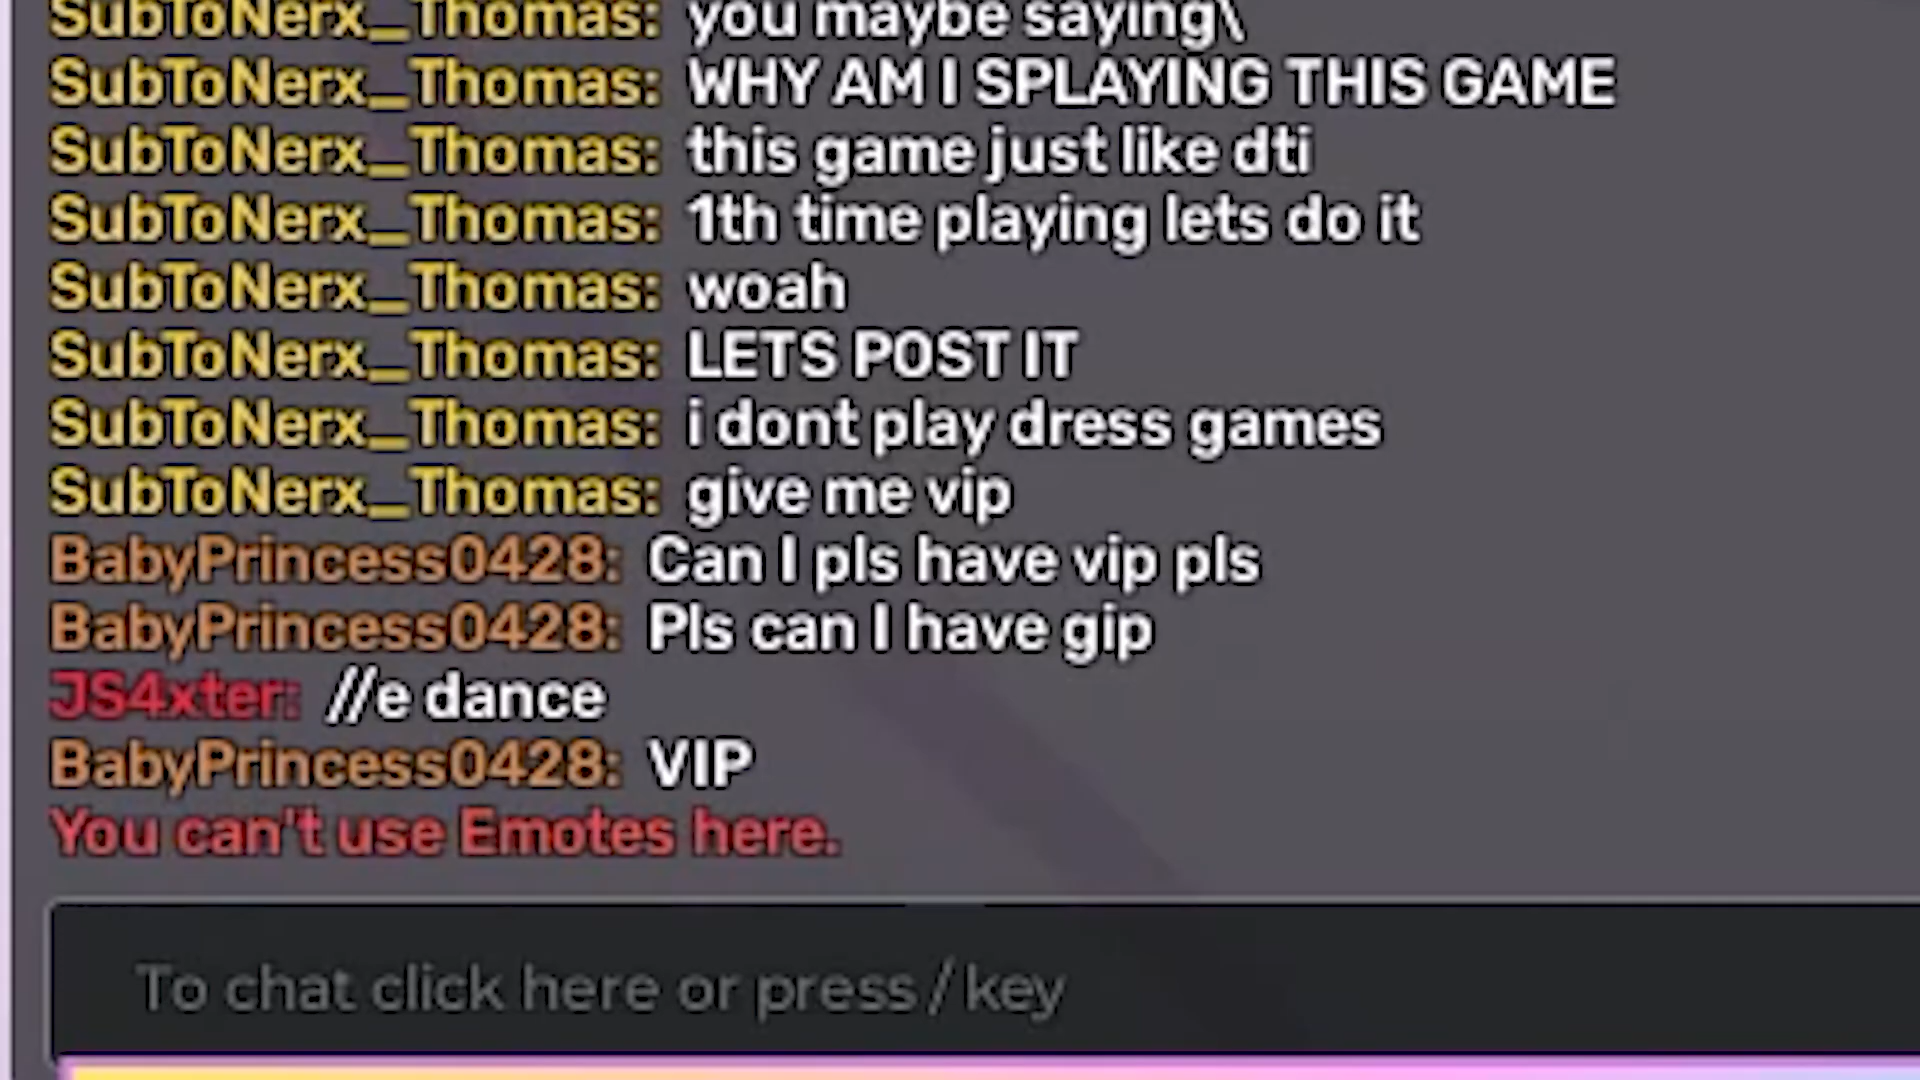 SubToNerx_Thomas: you maybe saying\
SubToNerx_Thomas: WHY AM I SPLAYING THIS GAME
SubToNerx_Thomas: this game just like dti
SubToNerx_Thomas: 1th time playing lets do it
SubToNerx_Thomas: woah
SubToNerx_Thomas: LETS POST IT
SubToNerx_Thomas: i dont play dress games
SubToNerx_Thomas: give me vip
BabyPrincess0428: Can I pls have vip pls
BabyPrincess0428: Pls can I have gip
JS4xter: //e dance
BabyPrincess0428: VIP
You can't use Emotes here.
To chat click here or press / key